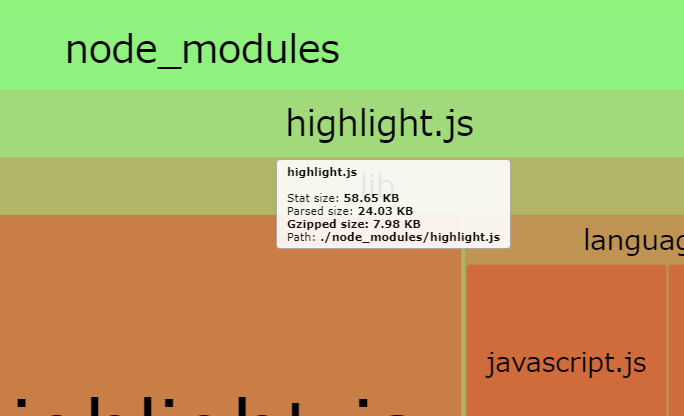 node_modules
highlight.js
lib
highlight.js
Stat size: 58.65 KB
Parsed size: 24.03 KB
Gzipped size: 7.98 KB
Path: ./node_modules/highlight.js
languag
javascript.js